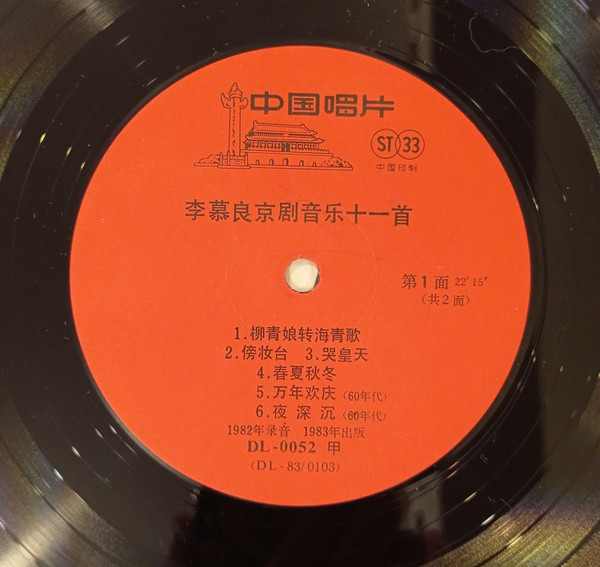 中国唱片
ST 33
中国印制
李慕良京剧音乐十一首
第1面 22′15″
(共2面)
1.柳青娘转海青歌
2.傍妆台 3.哭皇天
4.春夏秋冬
5.万年欢庆(60年代)
6.夜深沉(60年代)
1982年录音 1983年出版
DL-0052 甲
(DL-83/0103)